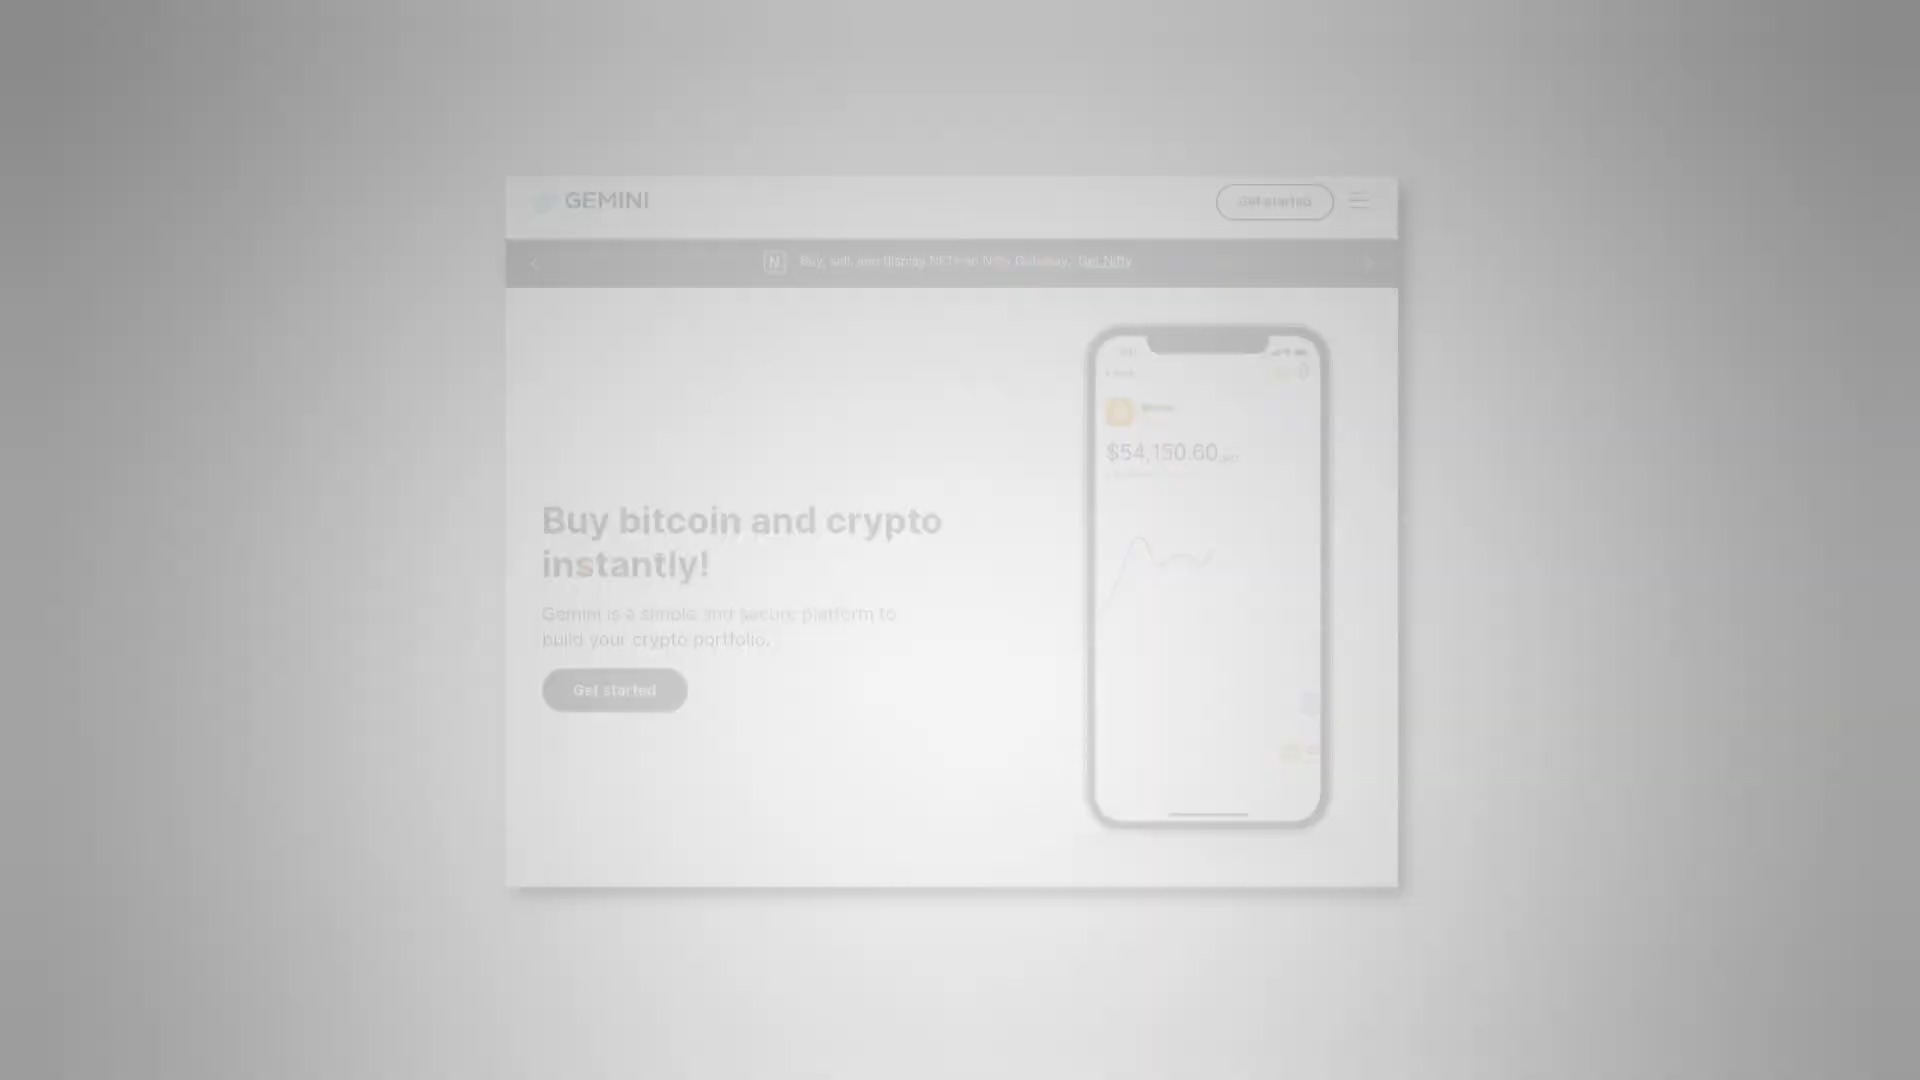 GEMINI
Get started
N Buy, sell, and display NFTs on Nifty Gateway. Get Nifty
Bitcoin
$54,150.60
Buy bitcoin and crypto
instantly!
Gemini is a simple and secure platform to
build your crypto portfolio.
Get started